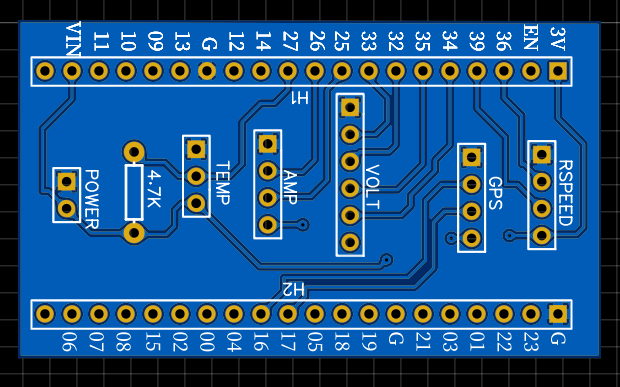 VIN 11 10 09 13 G 12 14 27 26 25 33 32 35 34 39 36 EN 3V
H1
POWER 4.7K TEMP AMP VOLT GPS RSPEED
H2
06 07 08 15 02 00 04 16 17 05 18 19 G 21 03 01 22 23 G